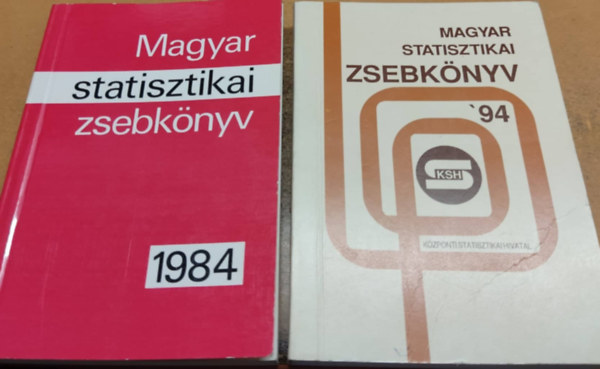 Magyar
statisztikai
zsebkönyv
1984
MAGYAR
STATISZTIKAI
ZSEBKÖNYV
`94
KSH
KÖZPONTI STATISZTIKAI HIVATAL